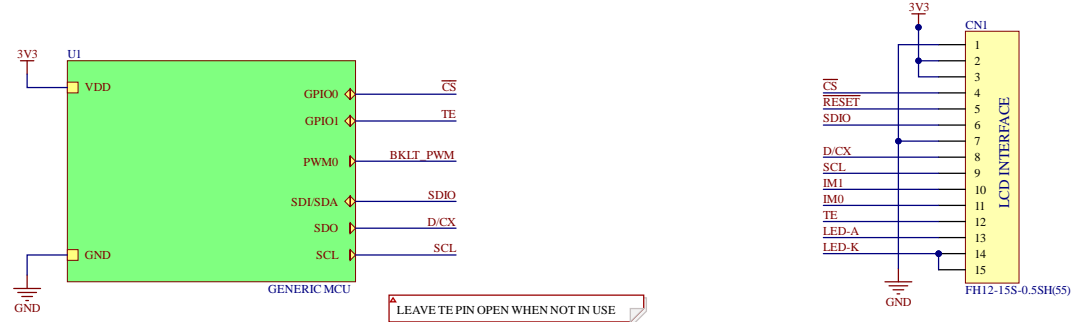 3V3
U1
VDD
GND
GND
GPIO0
GPIO1
PWM0
SDI/SDA
SDO
SCL
CS
TE
BKLT_PWM
SDIO
D/CX
SCL
GENERIC MCU
LEAVE TE PIN OPEN WHEN NOT IN USE
3V3
CN1
CS
RESET
SDIO
D/CX
SCL
IM1
IM0
TE
LED-A
LED-K
GND
1
2
3
4
5
6
7
8
9
10
11
12
13
14
15
LCD INTERFACE
FH12-15S-0.5SH(55)